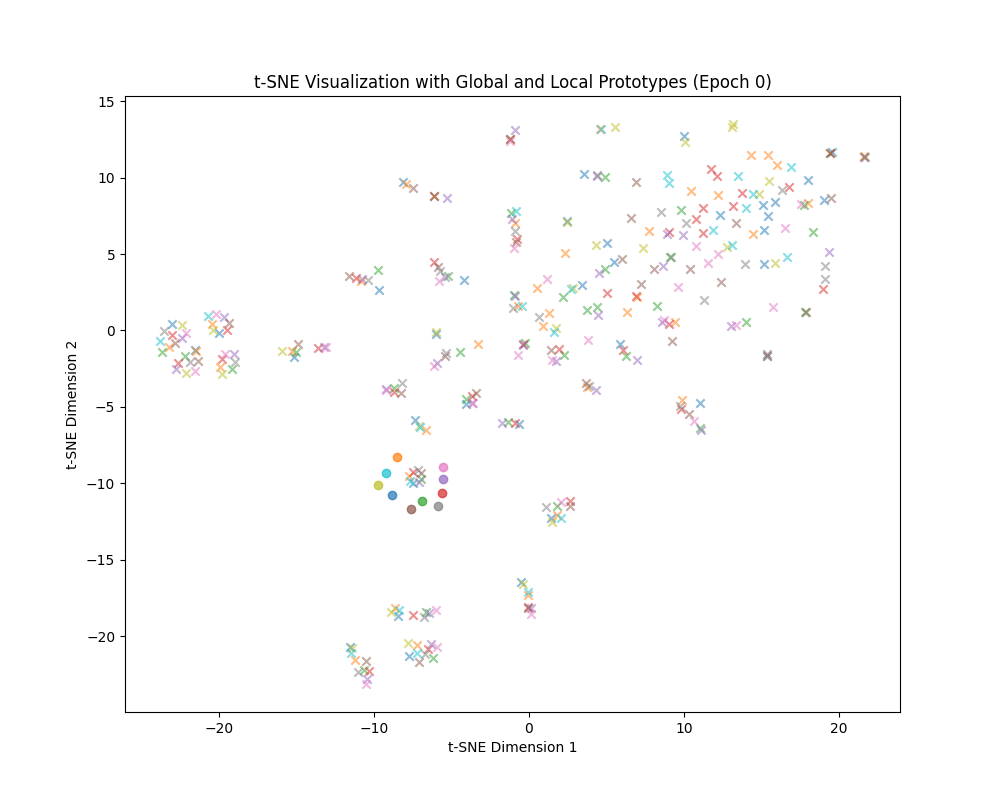 t-SNE Visualization with Global and Local Prototypes (Epoch 0)
15
10
5
0
−5
−10
−15
−20
t-SNE Dimension 2
−20 −10 0 10 20
t-SNE Dimension 1